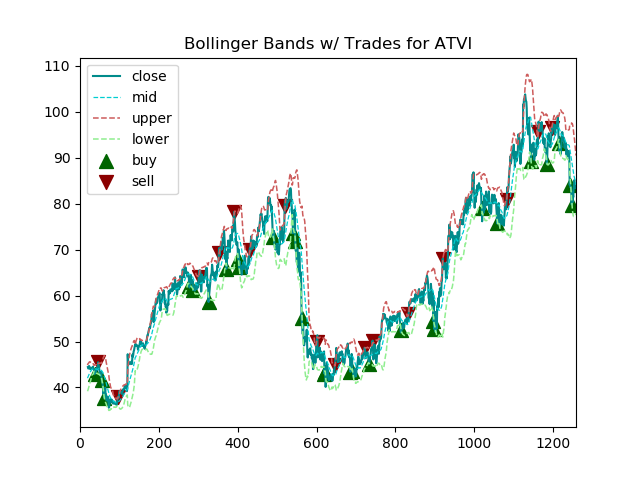 Bollinger Bands w/ Trades for ATVI
110
100
90
80
70
60
50
40
close
mid
upper
lower
buy
sell
0 200 400 600 800 1000 1200